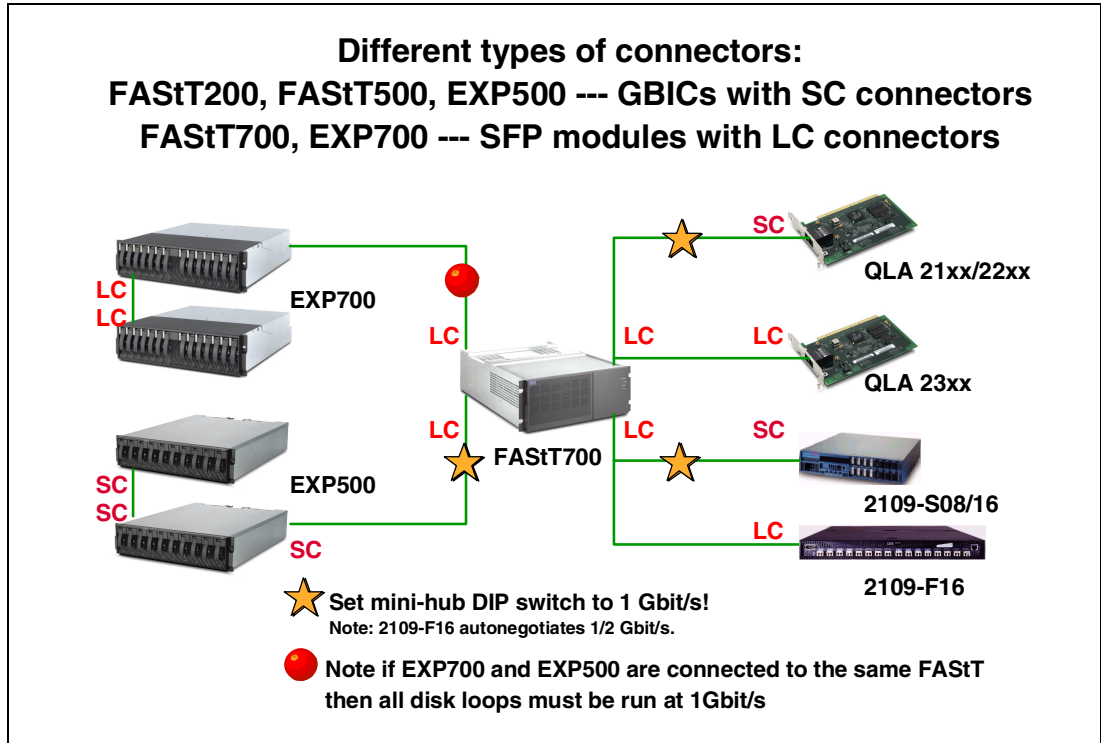 Different types of connectors:
FAStT200, FAStT500, EXP500 --- GBICs with SC connectors
FAStT700, EXP700 --- SFP modules with LC connectors
SC
QLA 21xx/22xx
LC
LC
EXP700
LC
LC
LC
QLA 23xx
LC
LC
SC
FAStT700
SC
SC
EXP500
2109-S08/16
SC
LC
2109-F16
Set mini-hub DIP switch to 1 Gbit/s!
Note: 2109-F16 autonegotiates 1/2 Gbit/s.
Note if EXP700 and EXP500 are connected to the same FAStT
then all disk loops must be run at 1Gbit/s